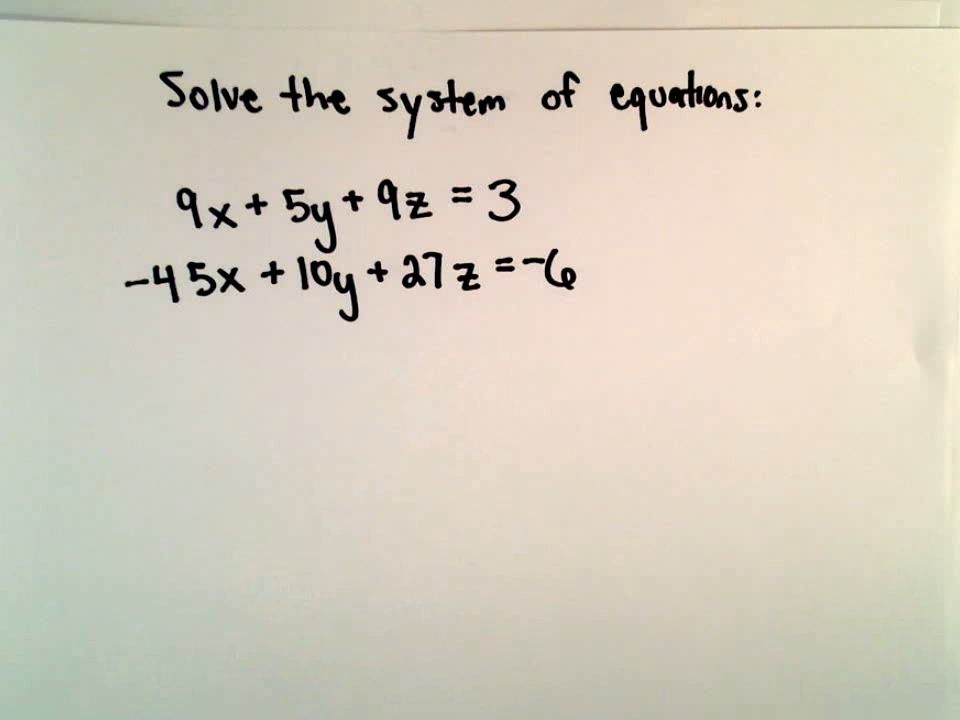 Solve the system of equations:
9x + 5y + 9z = 3
-45x + 10y + 27z = -6